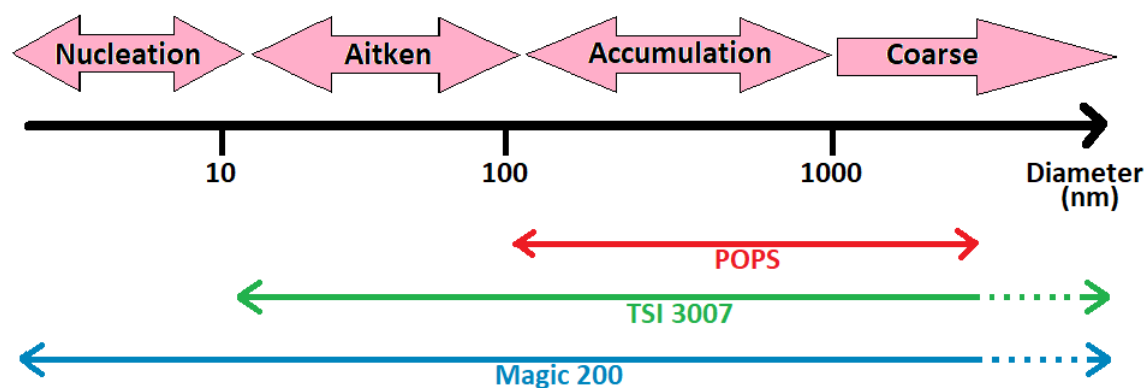 Nucleation Aitken Accumulation Coarse
10 100 1000 Diameter
(nm)
POPS
TSI 3007
Magic 200